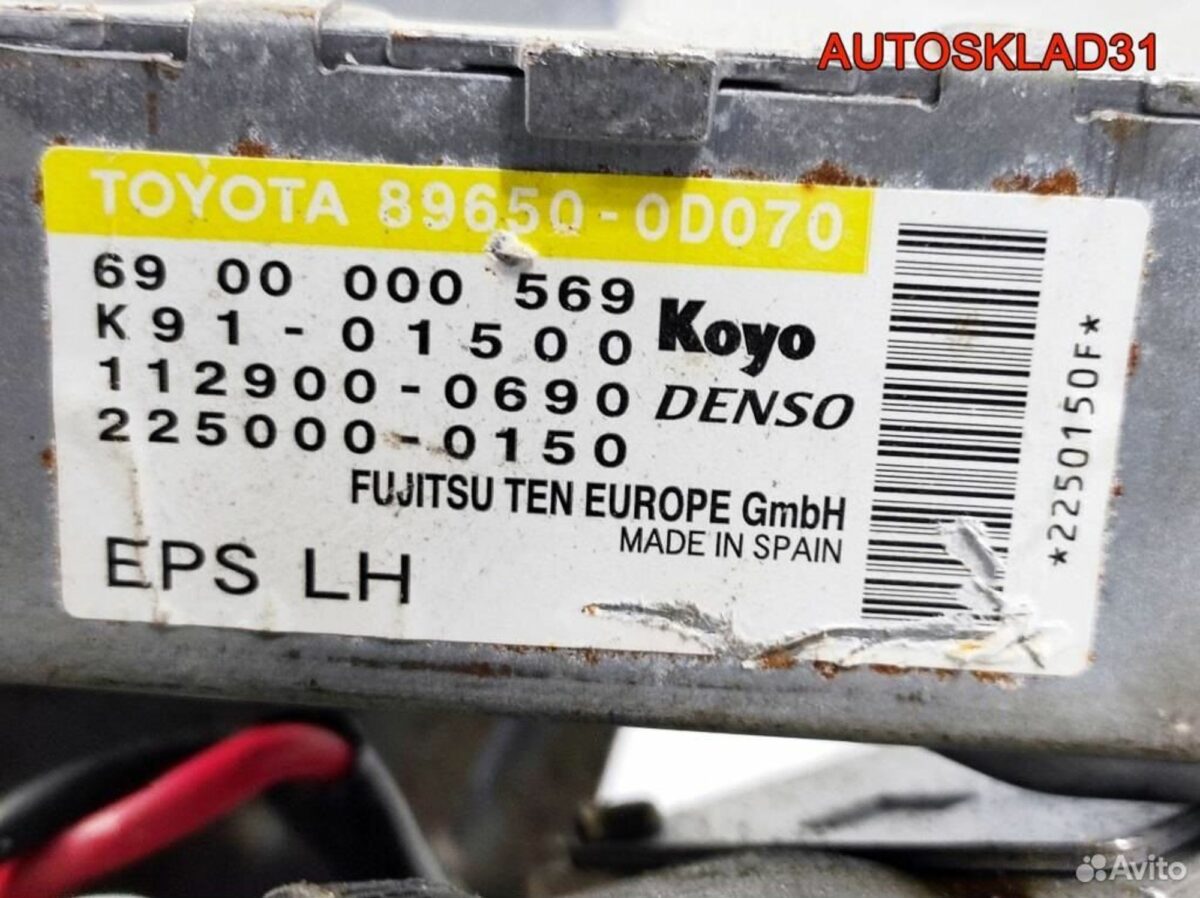 AUTOSKLAD31
TOYOTA 89650-0D070
69 00 000 569
K91-01500
Koyo
112900-0690
DENSO
225000-0150
FUJITSU TEN EUROPE GmbH
MADE IN SPAIN
EPS LH
*2250150F*
Avito